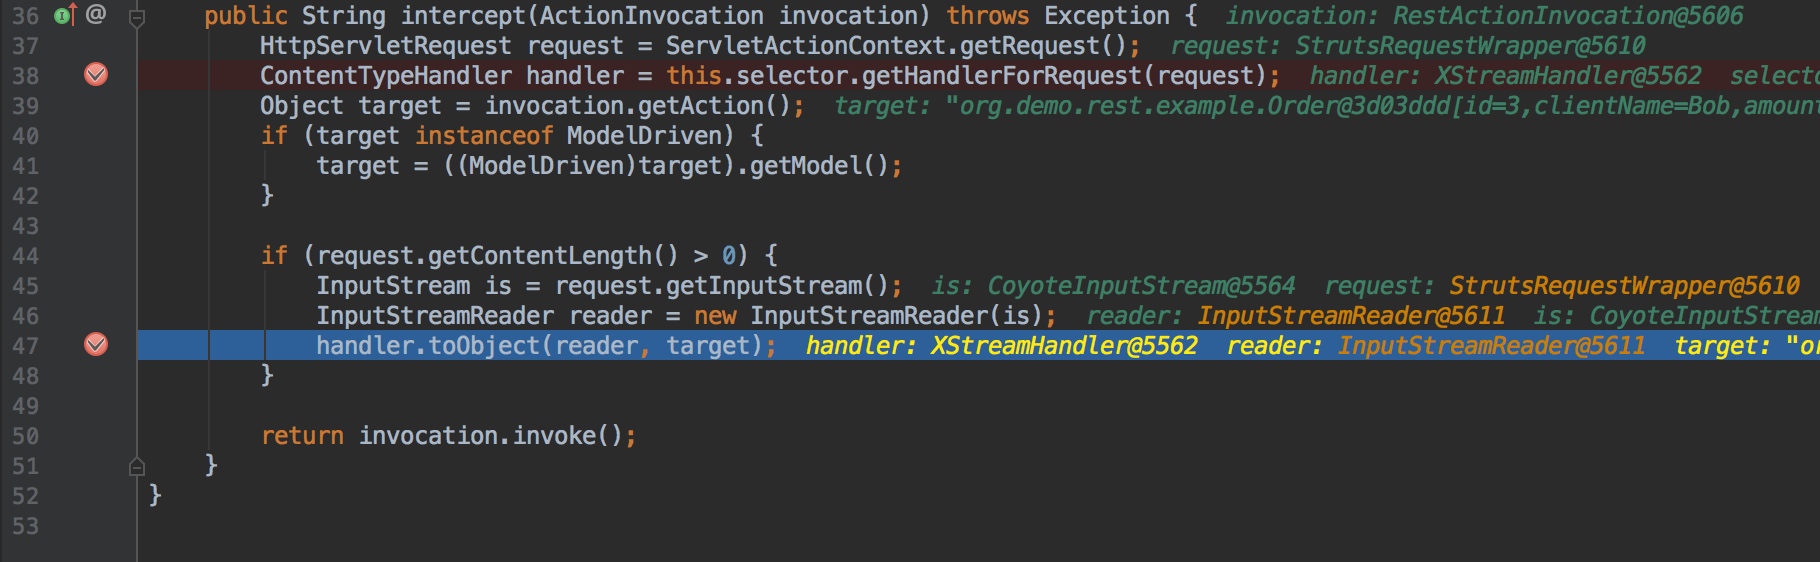 36 @ public String intercept(ActionInvocation invocation) throws Exception { invocation: RestActionInvocation@5606
37 HttpServletRequest request = ServletActionContext.getRequest(); request: StrutsRequestWrapper@5610
38 ContentTypeHandler handler = this.selector.getHandlerForRequest(request); handler: XStreamHandler@5562 selecto
39 Object target = invocation.getAction(); target: "org.demo.rest.example.Order@3d03ddd[id=3,clientName=Bob,amount
40 if (target instanceof ModelDriven) {
41 target = ((ModelDriven)target).getModel();
42 }
43
44 if (request.getContentLength() > 0) {
45 InputStream is = request.getInputStream(); is: CoyoteInputStream@5564 request: StrutsRequestWrapper@5610
46 InputStreamReader reader = new InputStreamReader(is); reader: InputStreamReader@5611 is: CoyoteInputStream
47 handler.toObject(reader, target); handler: XStreamHandler@5562 reader: InputStreamReader@5611 target: "or
48 }
49
50 return invocation.invoke();
51 }
52 }
53